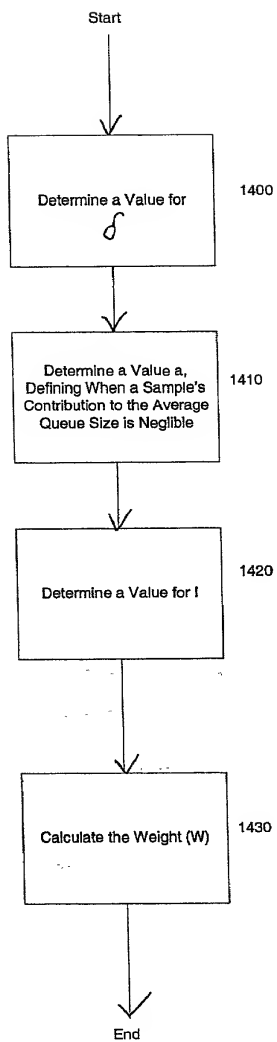 Start
Determine a Value for
δ
1400
Determine a Value a,
Defining When a Sample's
Contribution to the Average
Queue Size is Neglible
1410
Determine a Value for I
1420
Calculate the Weight (W)
1430
End